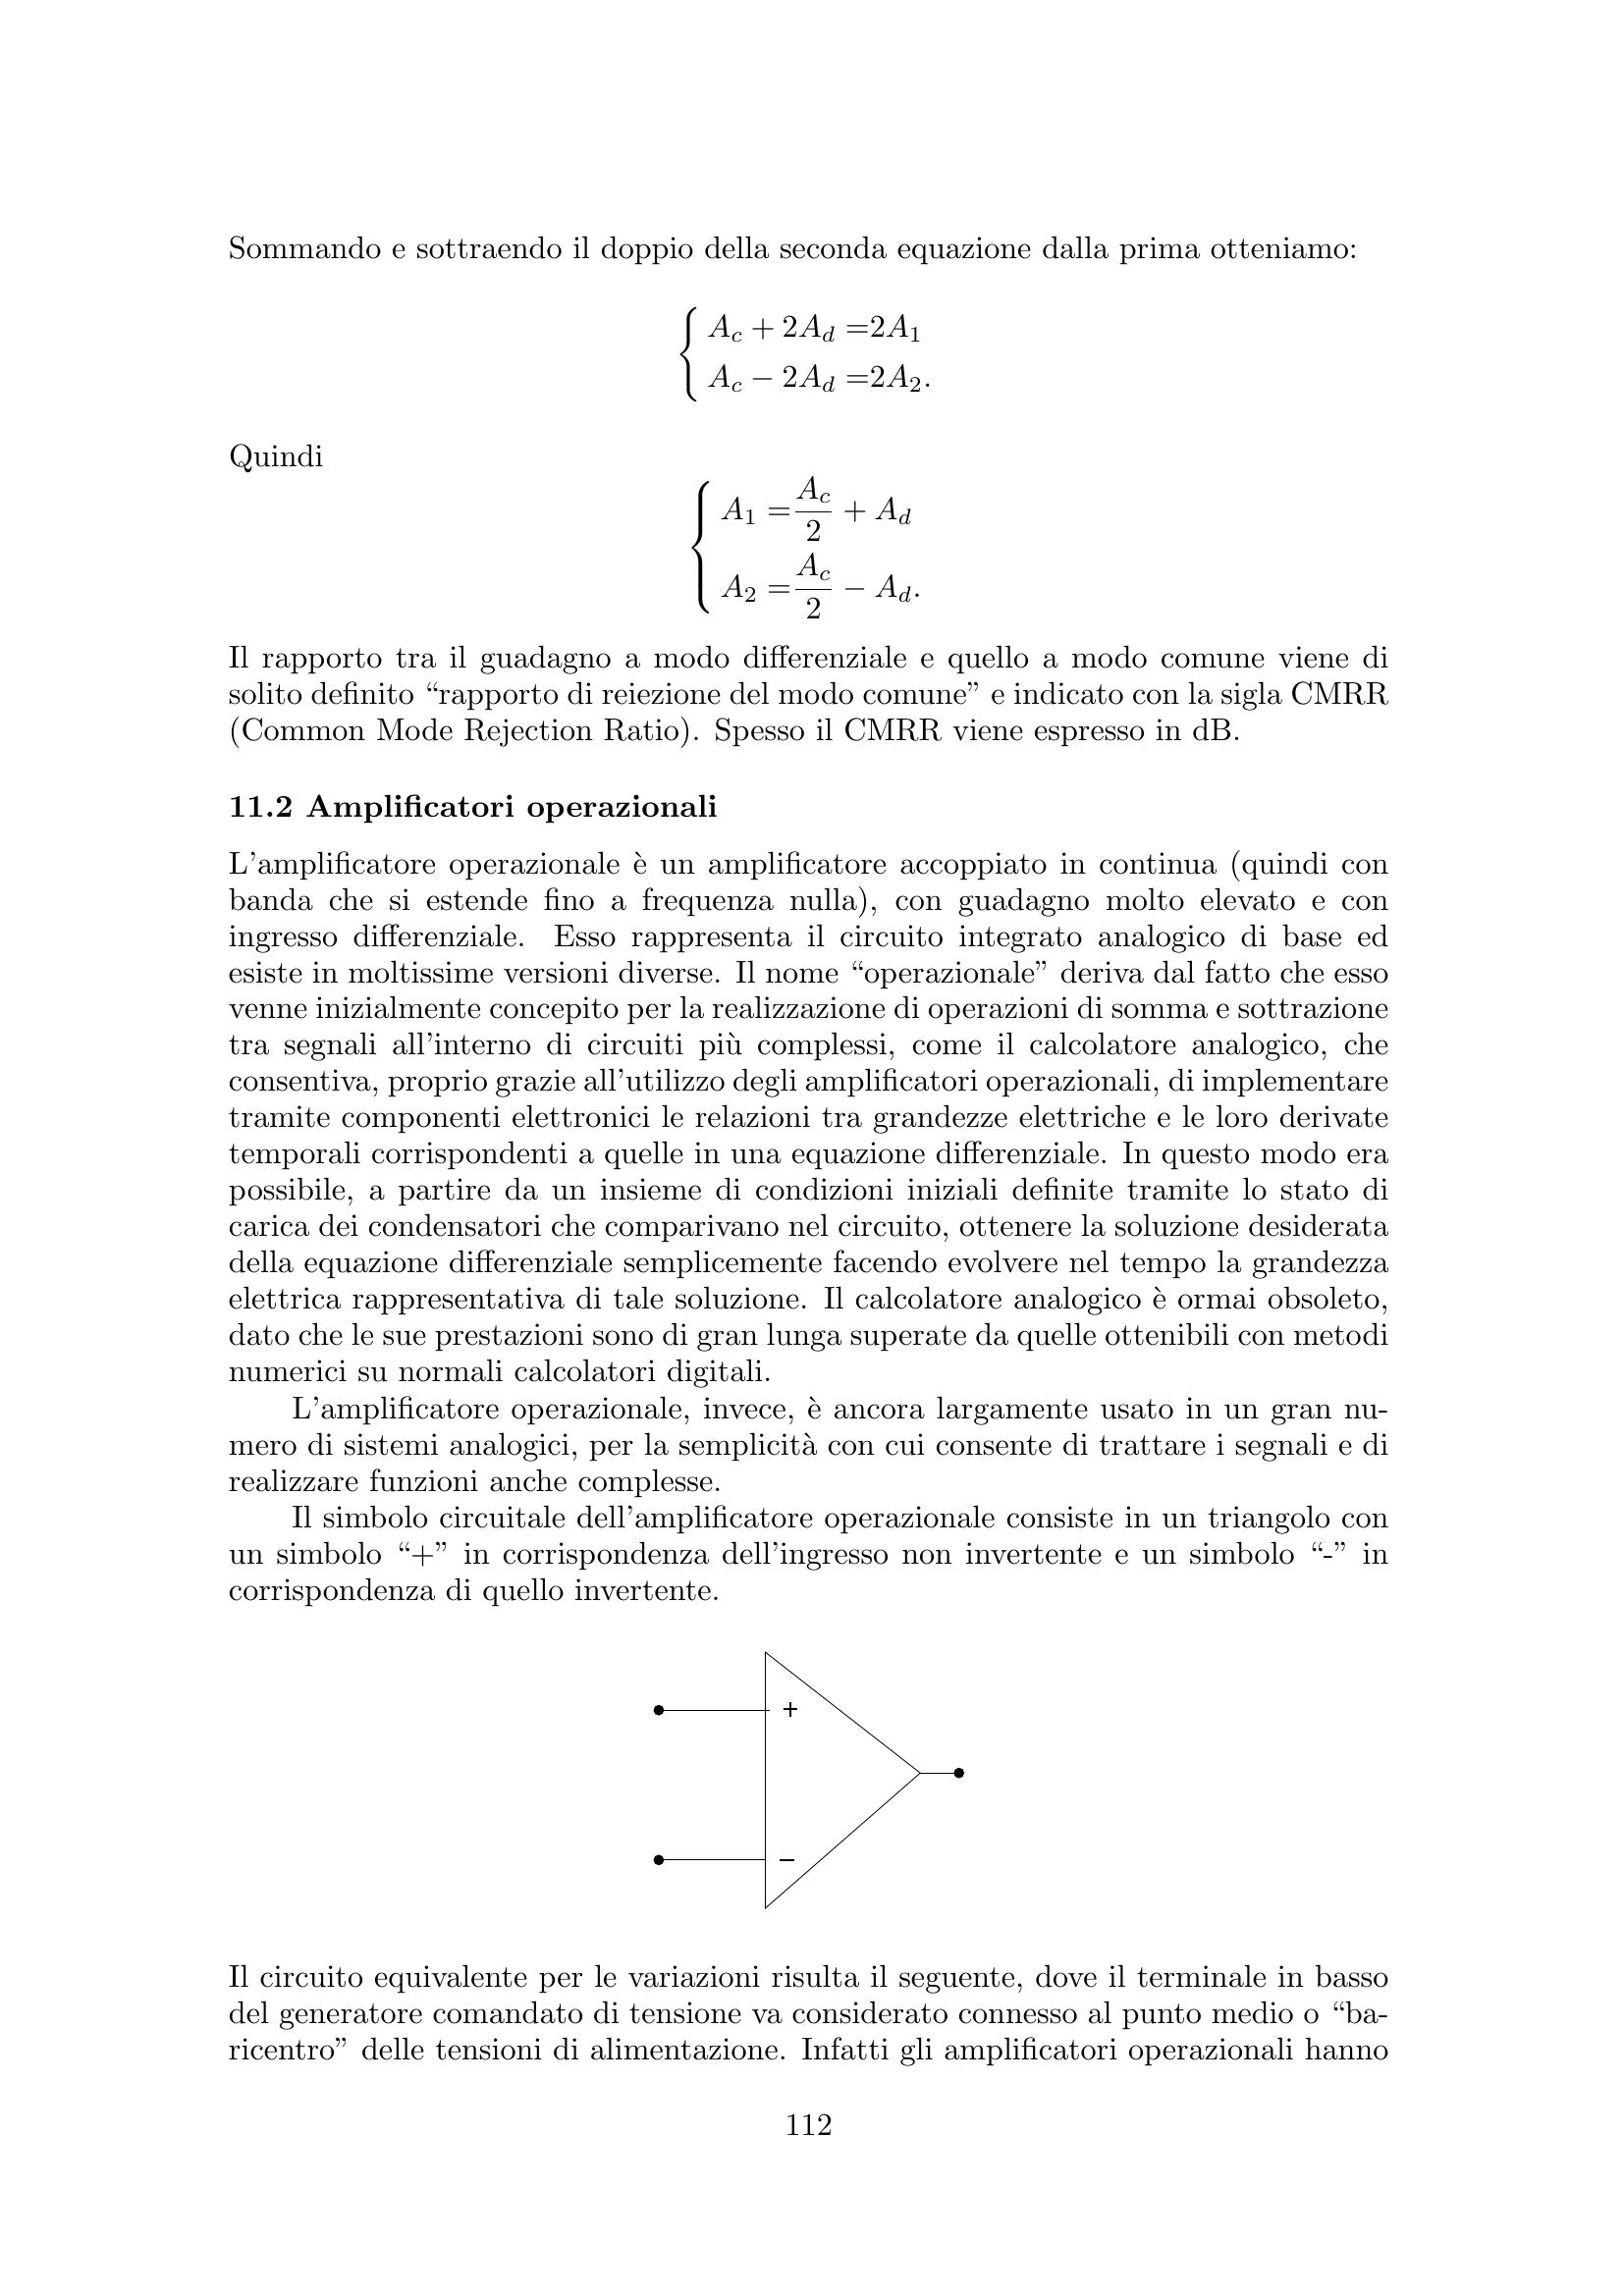 Sommando e sottraendo il doppio della seconda equazione dalla prima otteniamo:
A_c + 2A_d =2A_1
A_c − 2A_d =2A_2.
Quindi
A_1 =A_c/2 + A_d
A_2 =A_c/2 − A_d.
Il rapporto tra il guadagno a modo differenziale e quello a modo comune viene di
solito definito “rapporto di reiezione del modo comune” e indicato con la sigla CMRR
(Common Mode Rejection Ratio). Spesso il CMRR viene espresso in dB.
11.2 Amplificatori operazionali
L’amplificatore operazionale è un amplificatore accoppiato in continua (quindi con
banda che si estende fino a frequenza nulla), con guadagno molto elevato e con
ingresso differenziale. Esso rappresenta il circuito integrato analogico di base ed
esiste in moltissime versioni diverse. Il nome “operazionale” deriva dal fatto che esso
venne inizialmente concepito per la realizzazione di operazioni di somma e sottrazione
tra segnali all’interno di circuiti più complessi, come il calcolatore analogico, che
consentiva, proprio grazie all’utilizzo degli amplificatori operazionali, di implementare
tramite componenti elettronici le relazioni tra grandezze elettriche e le loro derivate
temporali corrispondenti a quelle in una equazione differenziale. In questo modo era
possibile, a partire da un insieme di condizioni iniziali definite tramite lo stato di
carica dei condensatori che comparivano nel circuito, ottenere la soluzione desiderata
della equazione differenziale semplicemente facendo evolvere nel tempo la grandezza
elettrica rappresentativa di tale soluzione. Il calcolatore analogico è ormai obsoleto,
dato che le sue prestazioni sono di gran lunga superate da quelle ottenibili con metodi
numerici su normali calcolatori digitali.
L’amplificatore operazionale, invece, è ancora largamente usato in un gran nu-
mero di sistemi analogici, per la semplicità con cui consente di trattare i segnali e di
realizzare funzioni anche complesse.
Il simbolo circuitale dell’amplificatore operazionale consiste in un triangolo con
un simbolo “+” in corrispondenza dell’ingresso non invertente e un simbolo “-” in
corrispondenza di quello invertente.
+
−
Il circuito equivalente per le variazioni risulta il seguente, dove il terminale in basso
del generatore comandato di tensione va considerato connesso al punto medio o “ba-
ricentro” delle tensioni di alimentazione. Infatti gli amplificatori operazionali hanno
112